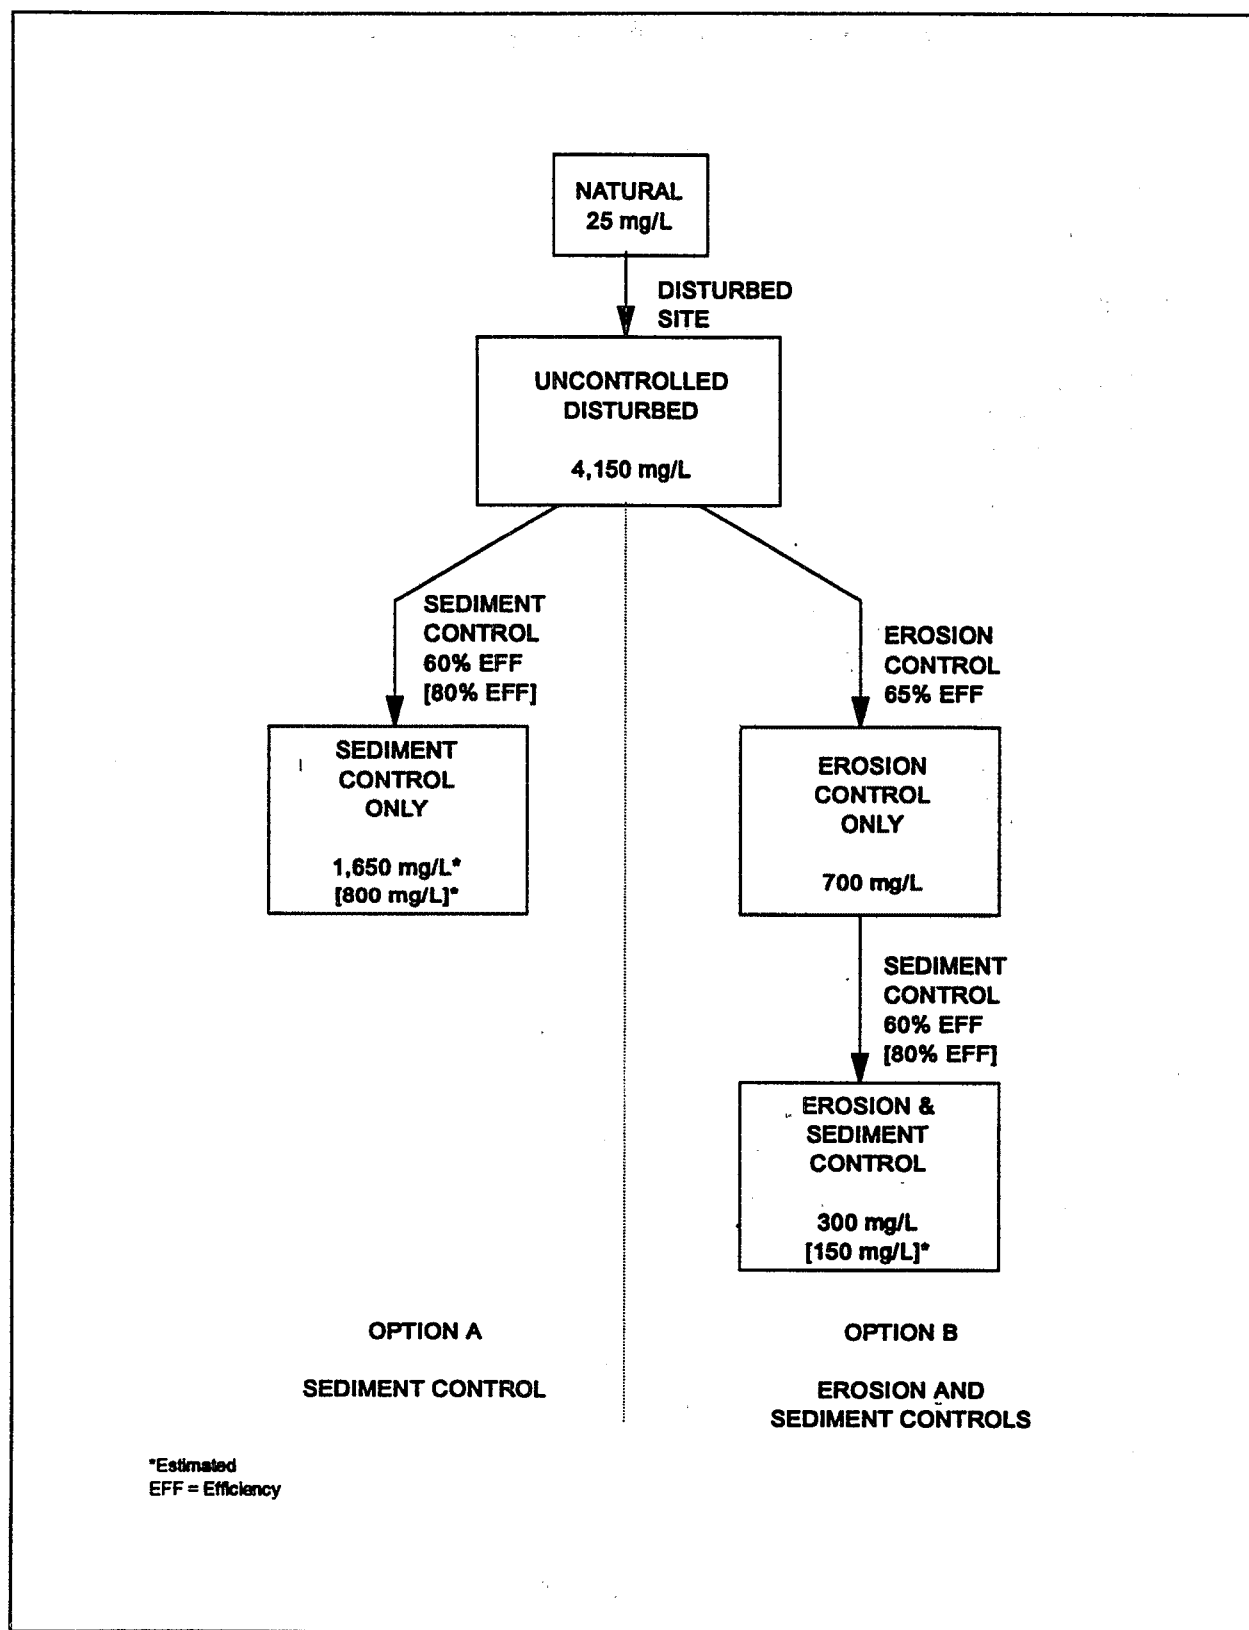 NATURAL
25 mg/L
DISTURBED
SITE
UNCONTROLLED
DISTURBED
4,150 mg/L
SEDIMENT
CONTROL
60% EFF
[80% EFF]
SEDIMENT
CONTROL
ONLY
1,650 mg/L*
[800 mg/L]*
EROSION
CONTROL
65% EFF
EROSION
CONTROL
ONLY
700 mg/L
SEDIMENT
CONTROL
60% EFF
[80% EFF]
EROSION &
SEDIMENT
CONTROL
300 mg/L
[150 mg/L]*
OPTION A
SEDIMENT CONTROL
OPTION B
EROSION AND
SEDIMENT CONTROLS
*Estimated
EFF = Efficiency